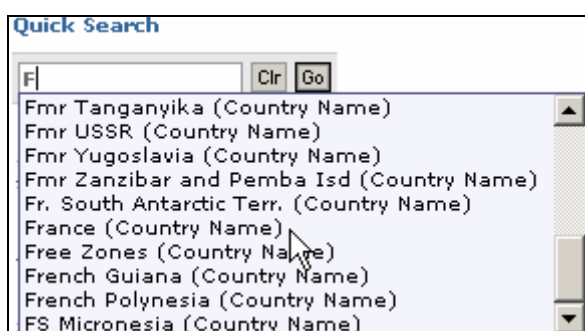 Quick Search
F
Clr Go
Fmr Tanganyika (Country Name)
Fmr USSR (Country Name)
Fmr Yugoslavia (Country Name)
Fmr Zanzibar and Pemba Isd (Country Name)
Fr. South Antarctic Terr. (Country Name)
France (Country Name)
Free Zones (Country Name)
French Guiana (Country Name)
French Polynesia (Country Name)
FS Micronesia (Country Name)